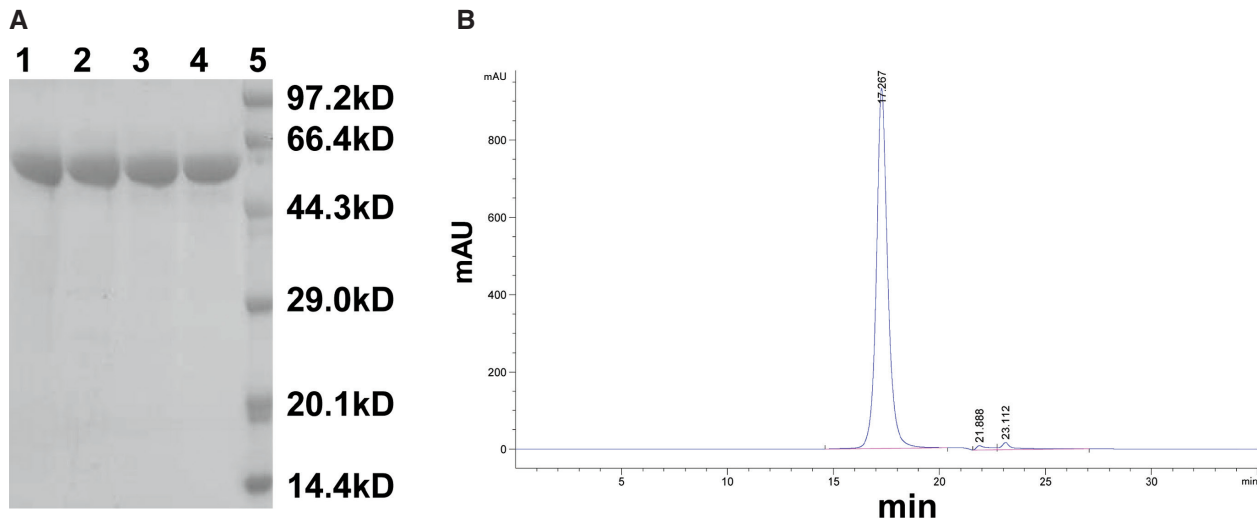 A
1 2 3 4 5
97.2kD
66.4kD
44.3kD
29.0kD
20.1kD
14.4kD
B
mAU
17.267
800
600
mAU
400
200
21.888
23.112
0
5 10 15 20 25 30 min
min